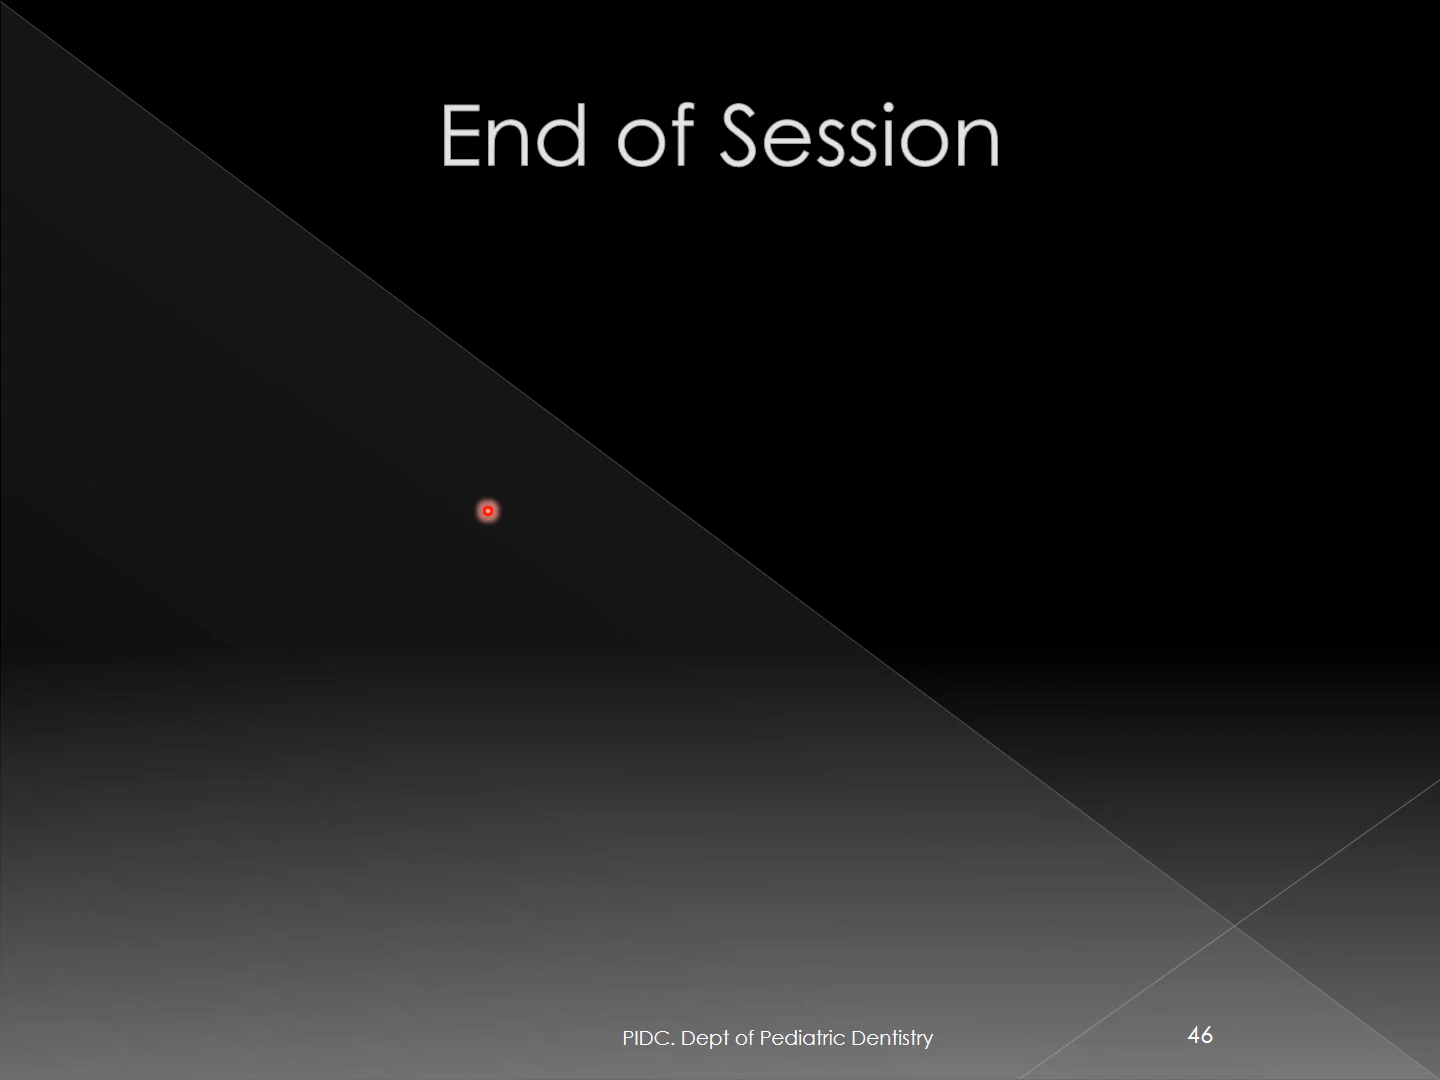 End of Session
PIDC. Dept of Pediatric Dentistry
46